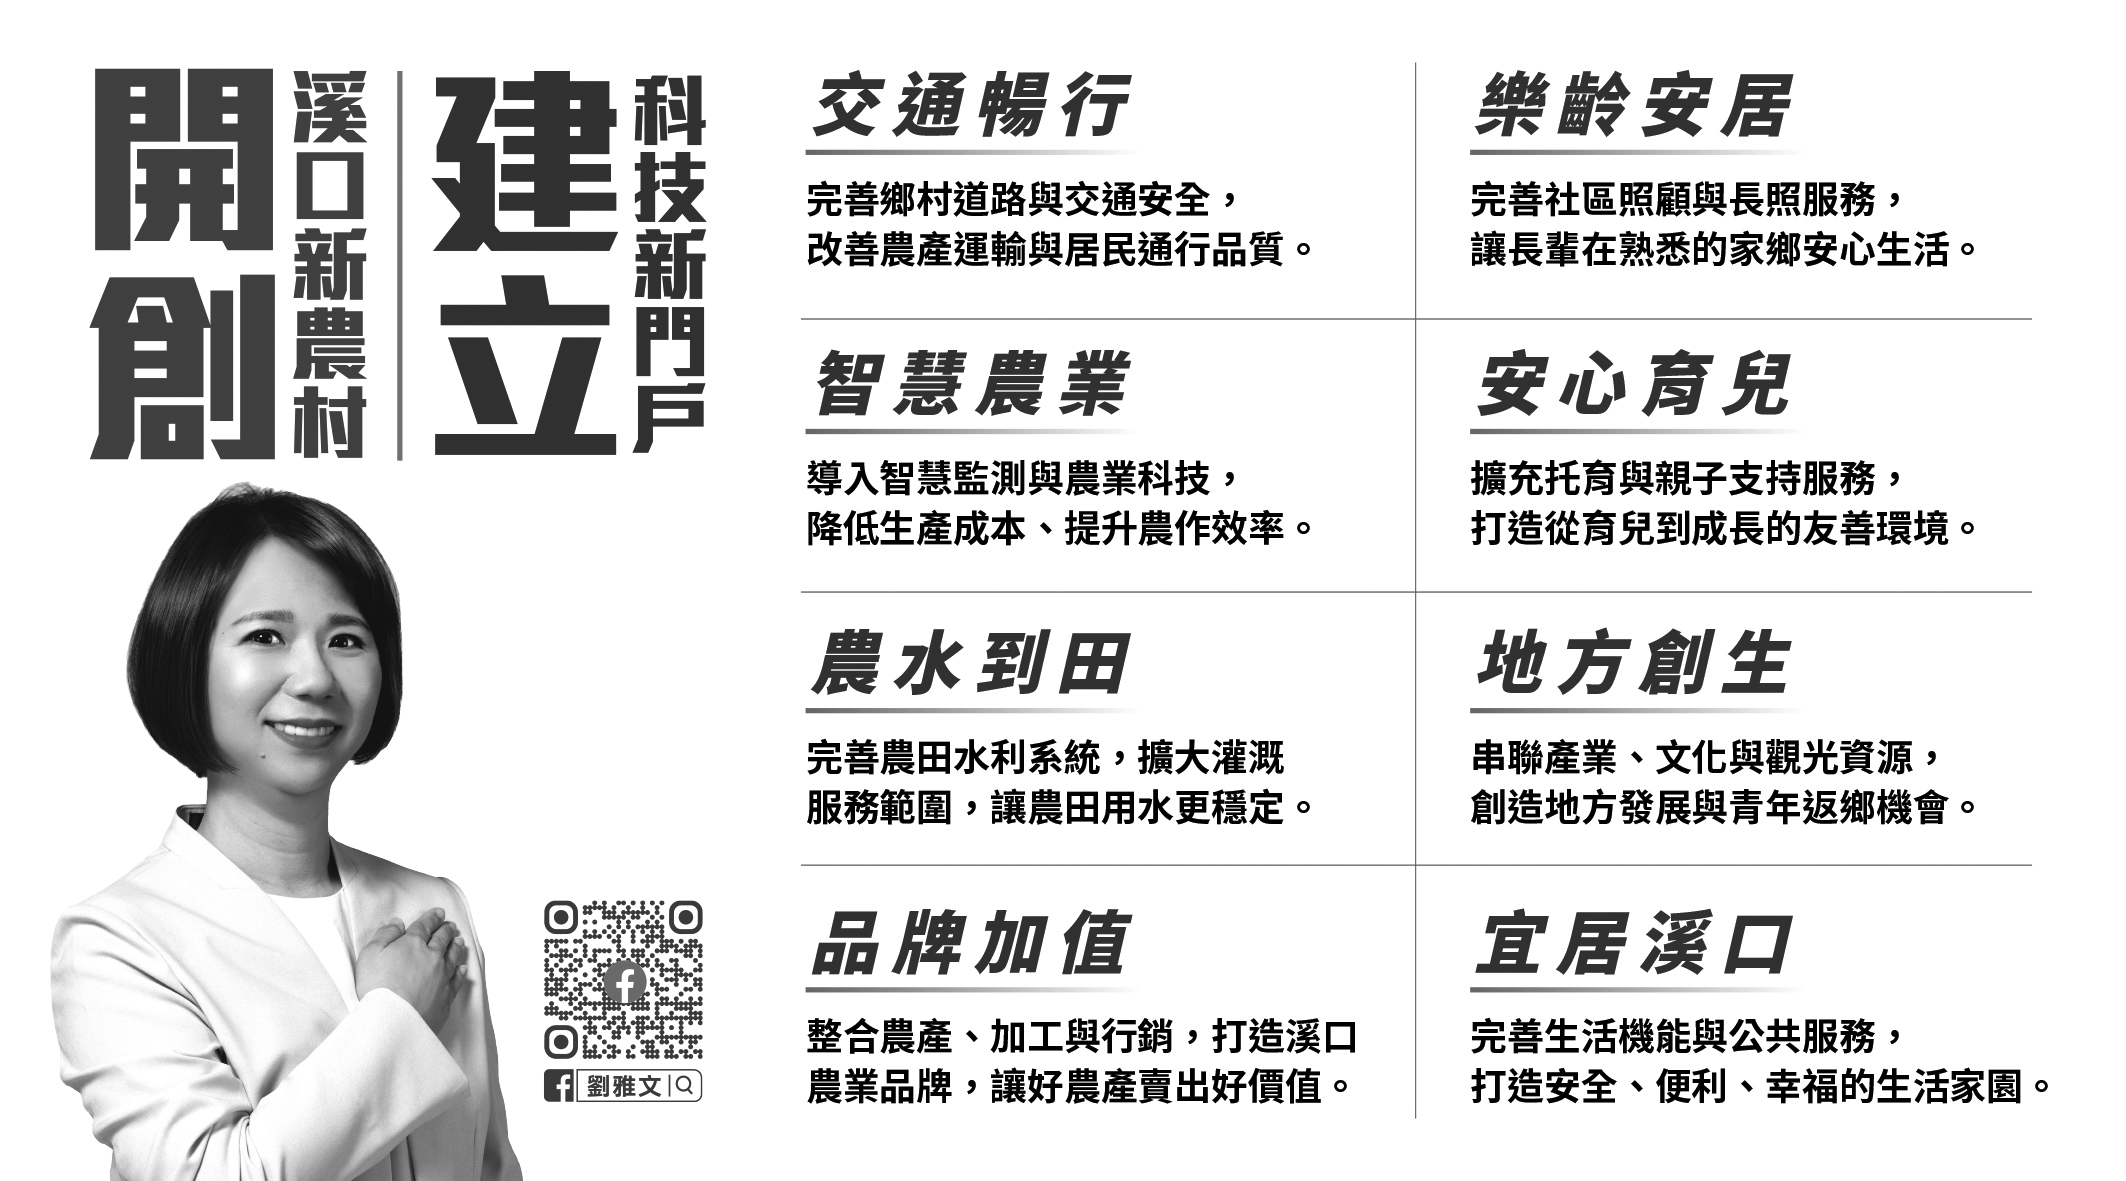 建立
科技新門戶
開創
溪口新農村
劉雅文
交通暢行
完善鄉村道路與交通安全，
改善農產運輸與居民通行品質。
樂齡安居
完善社區照顧與長照服務，
讓長輩在熟悉的家鄉安心生活。
智慧農業
導入智慧監測與農業科技，
降低生產成本、提升農作效率。
安心育兒
擴充托育與親子支持服務，
打造從育兒到成長的友善環境。
農水到田
完善農田水利系統，擴大灌溉
服務範圍，讓農田用水更穩定。
地方創生
串聯產業、文化與觀光資源，
創造地方發展與青年返鄉機會。
品牌加值
整合農產、加工與行銷，打造溪口
農業品牌，讓好農產賣出好價值。
宜居溪口
完善生活機能與公共服務，
打造安全、便利、幸福的生活家園。